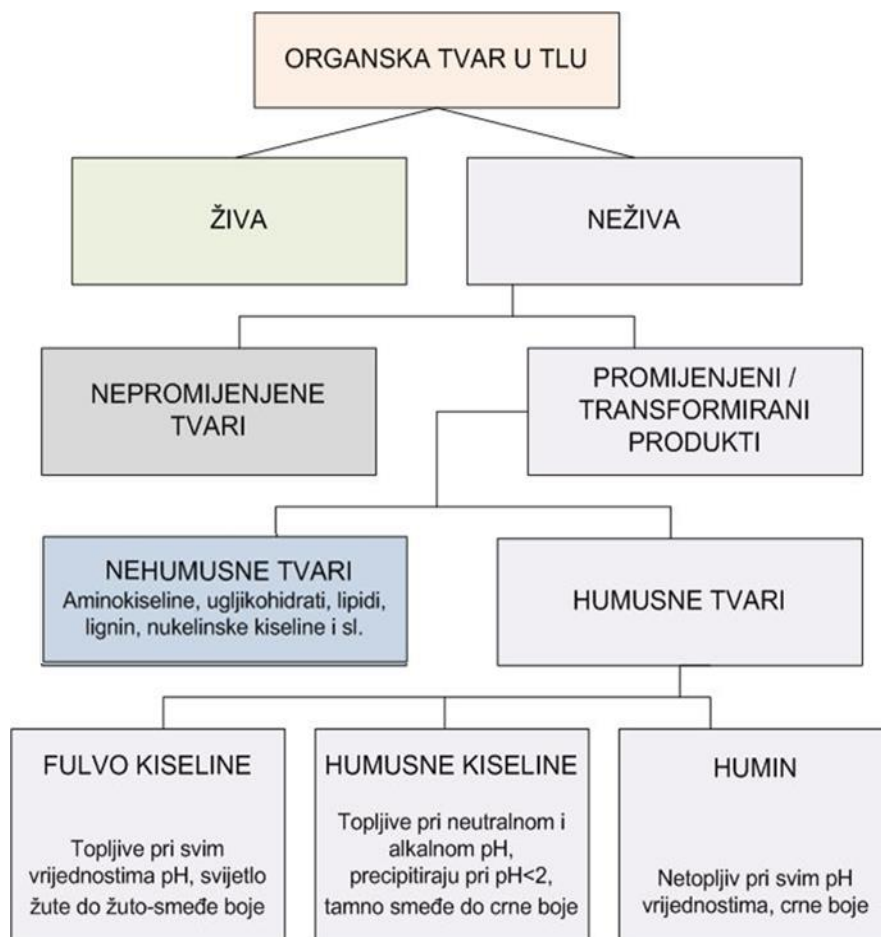 ORGANSKA TVAR U TLU
ŽIVA
NEŽIVA
NEPROMIJENJENE
TVARI
PROMIJENJENI /
TRANSFORMIRANI
PRODUKTI
NEHUMUSNE TVARI
Aminokiseline, ugljikohidrati, lipidi,
lignin, nukelinske kiseline i sl.
HUMUSNE TVARI
FULVO KISELINE
Topljive pri svim
vrijednostima pH, svijetlo
žute do žuto-smeđe boje
HUMUSNE KISELINE
Topljive pri neutralnom i
alkalnom pH,
precipitiraju pri pH<2,
tamno smeđe do crne boje
HUMIN
Netopljiv pri svim pH
vrijednostima, crne boje